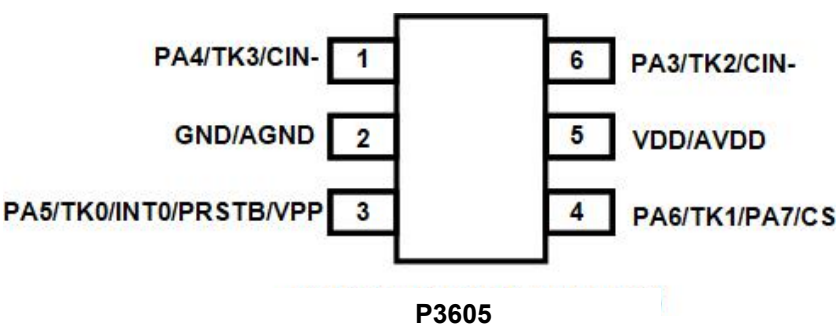 PA4/TK3/CIN- 1 6 PA3/TK2/CIN-
GND/AGND 2 5 VDD/AVDD
PA5/TK0/INT0/PRSTB/VPP 3 4 PA6/TK1/PA7/CS
P3605